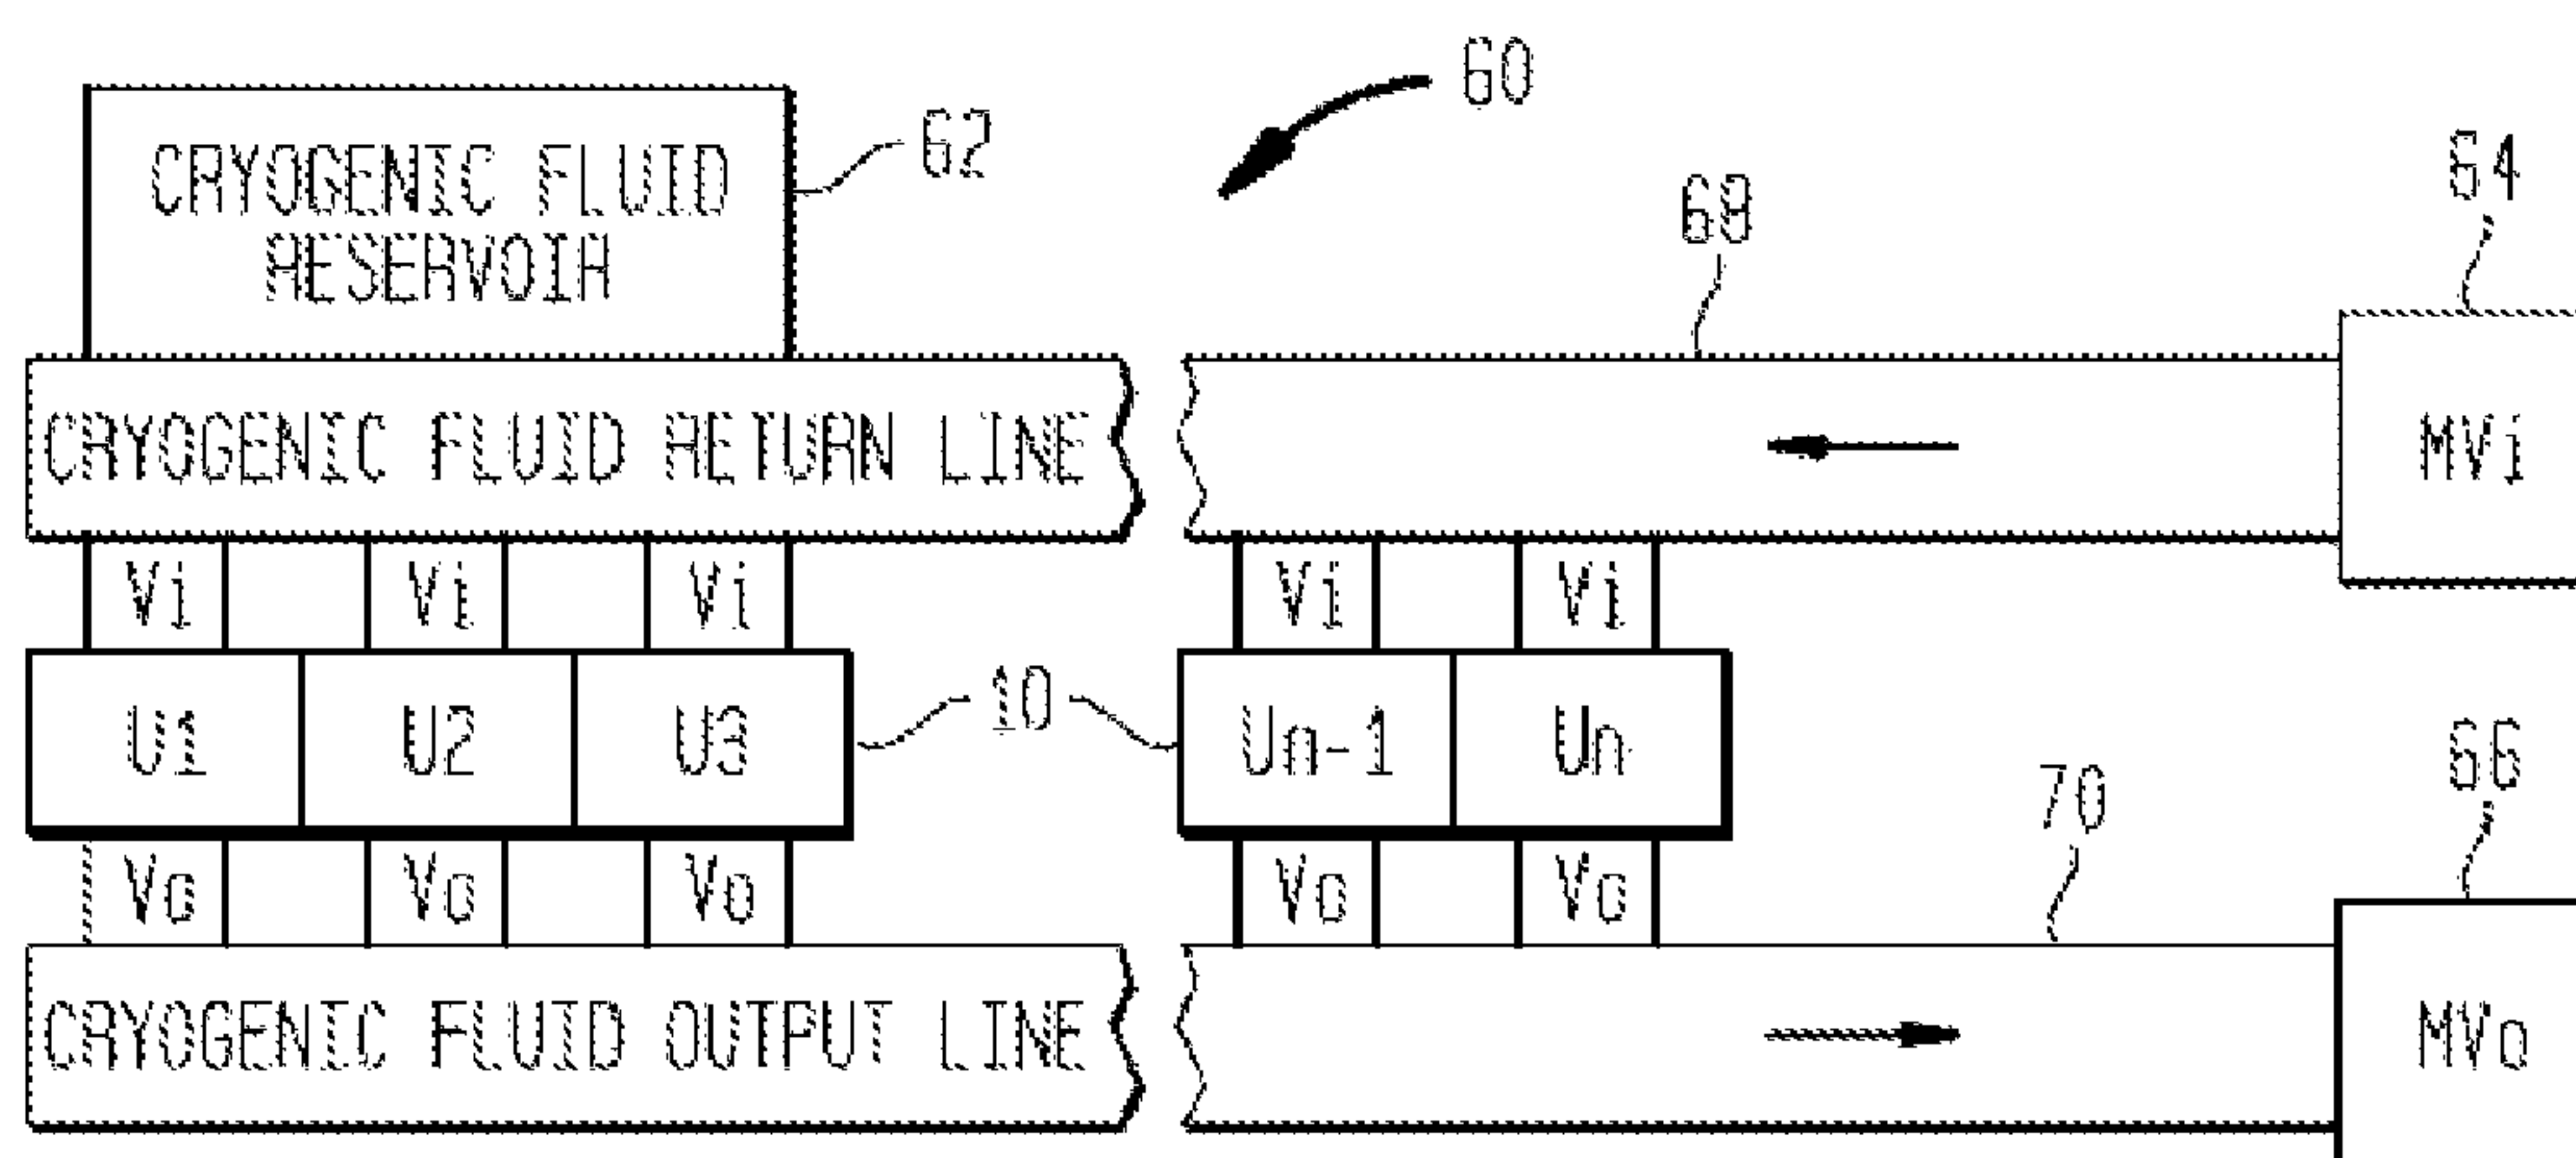 60
62
CRYOGENIC FLUID
RESERVOIR
68
64
CRYOGENIC FLUID RETURN LINE
MVi
Vi Vi Vi Vi Vi
U1 U2 U3 10 Un-1 Un
66
70
Vo Vo Vo Vo Vo
CRYOGENIC FLUID OUTPUT LINE
MVo